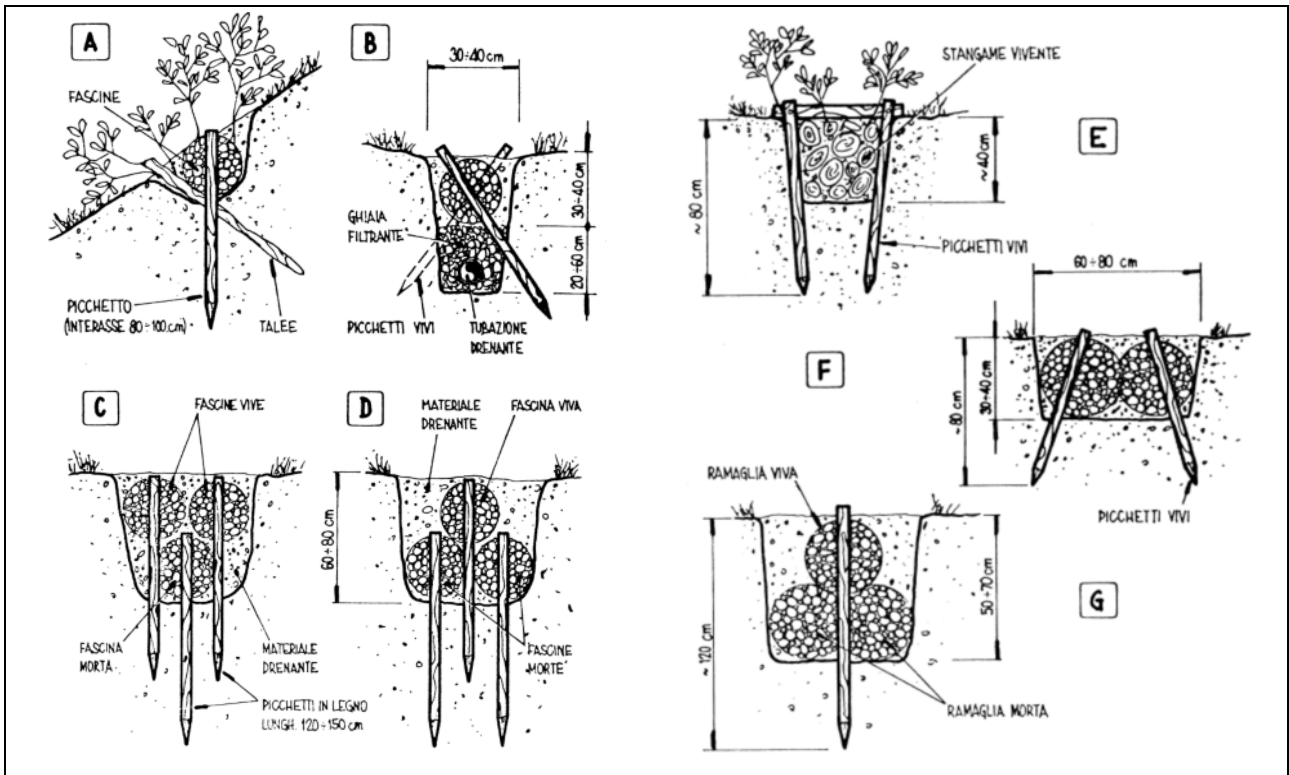 A
FASCINE
PICCHETTO
(INTERASSE 80÷100 cm)
TALEE
B
30÷40 cm
GHIAIA
FILTRANTE
30÷40 cm
20÷60 cm
PICCHETTI VIVI
TUBAZIONE
DRENANTE
C
FASCINE VIVE
FASCINA
MORTA
MATERIALE
DRENANTE
PICCHETTI IN LEGNO
LUNGH. 120÷150 cm
D
MATERIALE
DRENANTE
FASCINA VIVA
60÷80 cm
FASCINE
MORTE
E
STANGAME VIVENTE
~80 cm
~40 cm
PICCHETTI VIVI
F
60÷80 cm
~80 cm
30÷40 cm
PICCHETTI VIVI
G
RAMAGLIA VIVA
~120 cm
50÷70 cm
RAMAGLIA MORTA